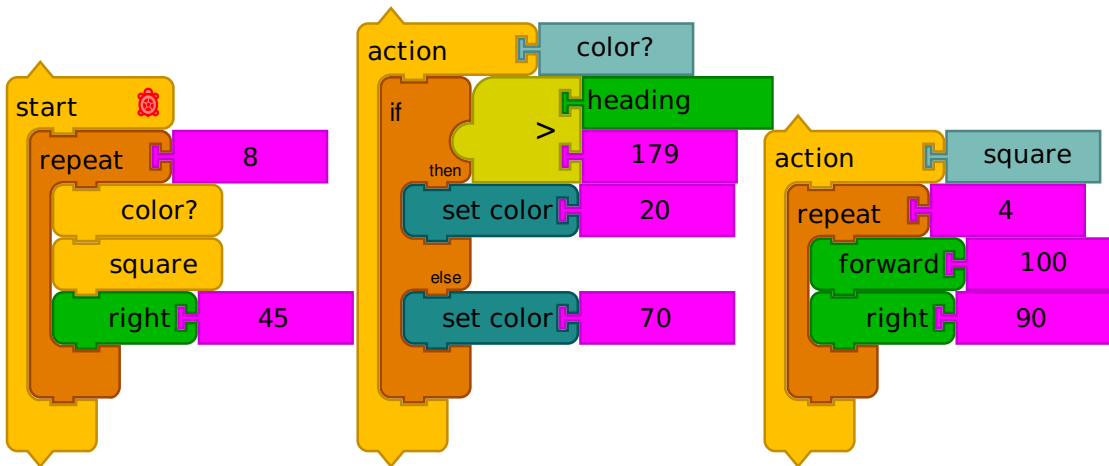 start
repeat 8
color?
square
right 45
action color?
if heading
>
then 179
set color 20
else
set color 70
action square
repeat 4
forward 100
right 90